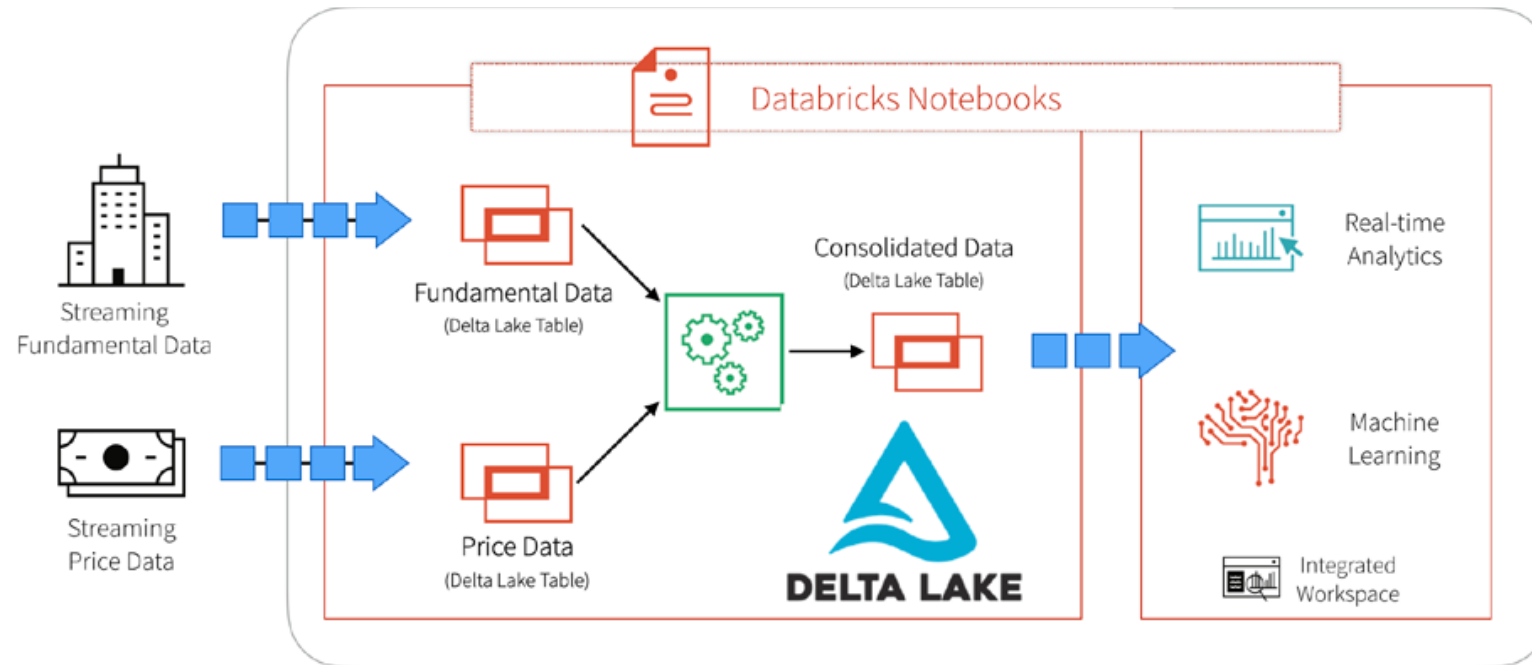 Databricks Notebooks
Streaming
Fundamental Data
Fundamental Data
(Delta Lake Table)
Consolidated Data
(Delta Lake Table)
Real-time
Analytics
Streaming
Price Data
Price Data
(Delta Lake Table)
DELTA LAKE
Machine
Learning
Integrated
Workspace